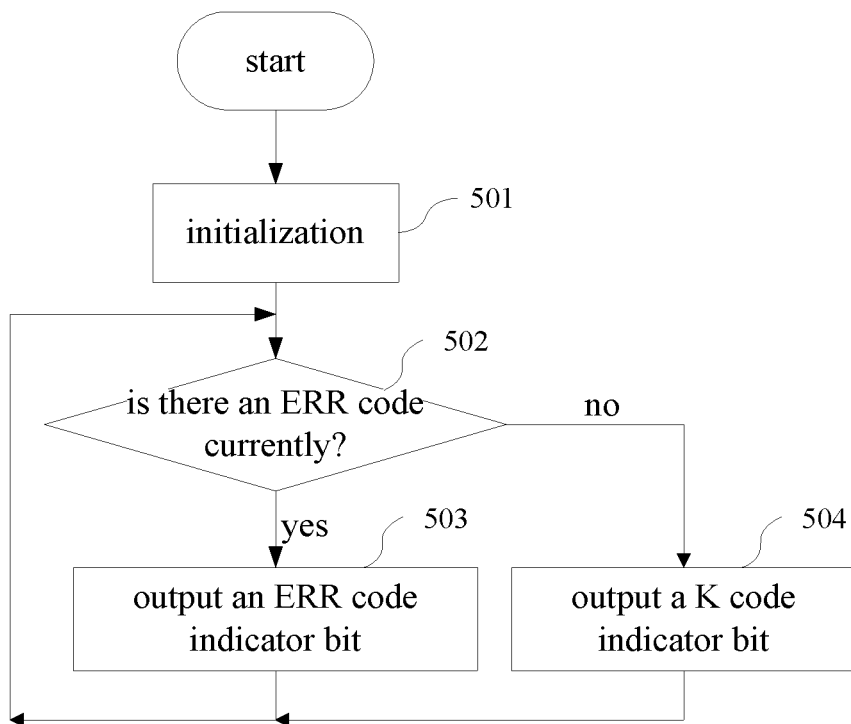 start
501
initialization
502
is there an ERR code
currently?
no
yes
503
504
output an ERR code
indicator bit
output a K code
indicator bit